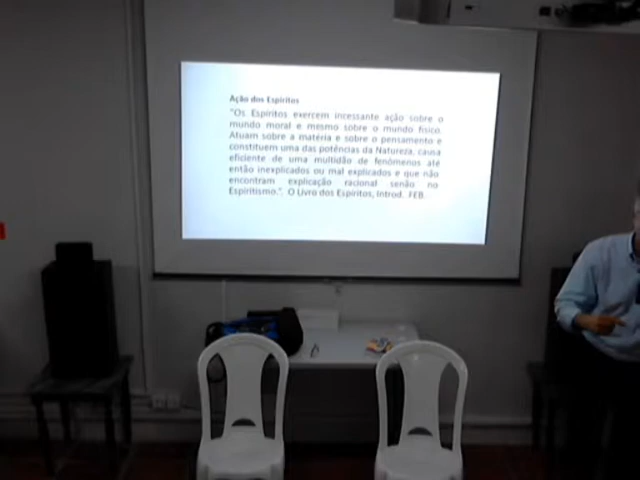 Ação dos Espíritos
"Os Espíritos exercem incessante ação sobre o
mundo moral e mesmo sobre o mundo físico.
Atuam sobre a matéria e sobre o pensamento e
constituem uma das potências da Natureza, causa
eficiente de uma multidão de fenômenos até
então inexplicados ou mal explicados e que não
encontram explicação racional senão no
Espiritismo.". O Livro dos Espíritos, Introd. FEB.